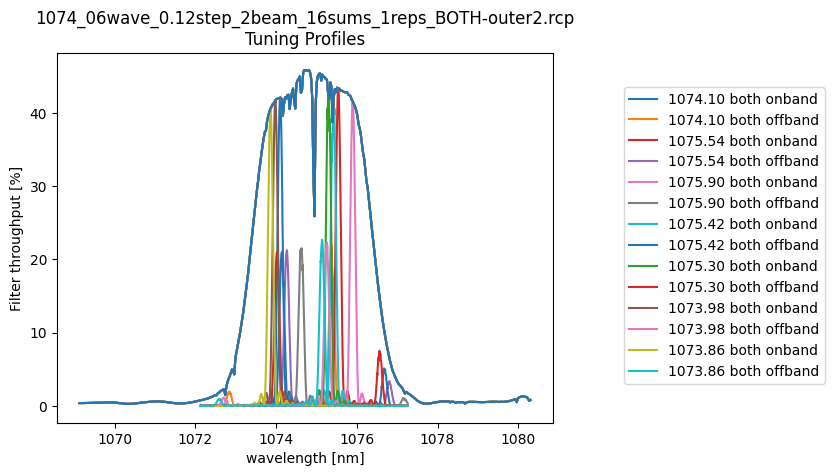 1074_06wave_0.12step_2beam_16sums_1reps_BOTH-outer2.rcp
Tuning Profiles
Filter throughput [%]
40
30
20
10
0
1070
1072
1074
1076
1078
1080
wavelength [nm]
1074.10 both onband
1074.10 both offband
1075.54 both onband
1075.54 both offband
1075.90 both onband
1075.90 both offband
1075.42 both onband
1075.42 both offband
1075.30 both onband
1075.30 both offband
1073.98 both onband
1073.98 both offband
1073.86 both onband
1073.86 both offband